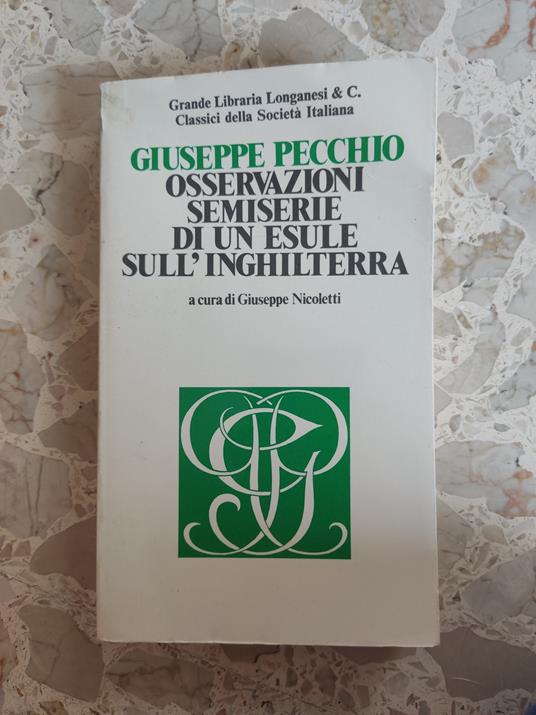 Grande Libraria Longanesi & C.
Classici della Società Italiana
GIUSEPPE PECCHIO
OSSERVAZIONI
SEMISERIE
DI UN ESULE
SULL'INGHILTERRA
a cura di Giuseppe Nicoletti